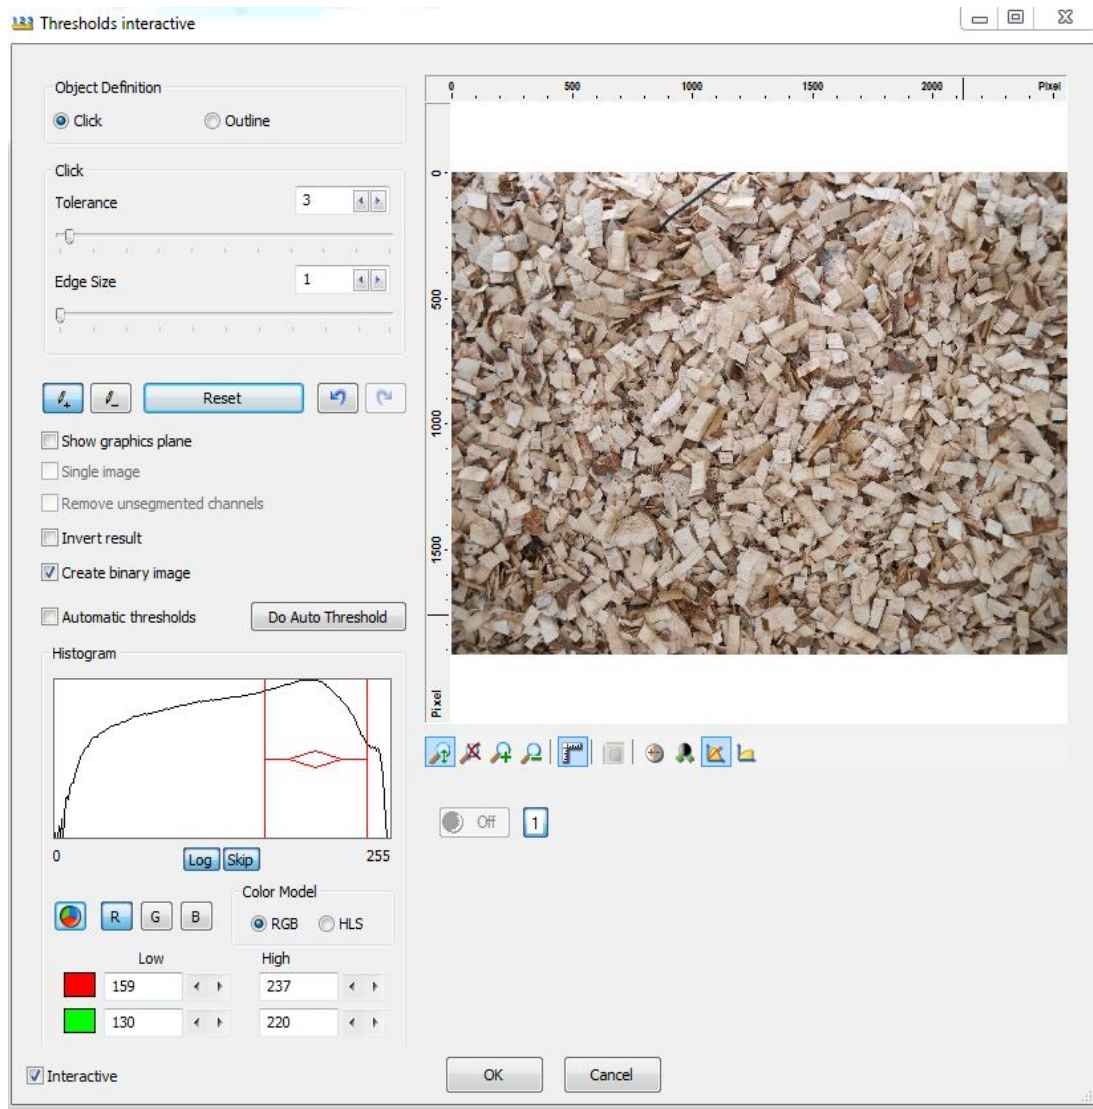 Thresholds interactive
Object Definition
Click
Outline
Click
Tolerance
3
Edge Size
1
Reset
Show graphics plane
Single image
Remove unsegmented channels
Invert result
Create binary image
Automatic thresholds
Do Auto Threshold
Histogram
0
Log
Skip
255
R
G
B
Color Model
RGB
HLS
Low
High
159
237
130
220
Interactive
0
500
1000
1500
2000
Pixel
0
500
1000
1500
Pixel
Off
1
OK
Cancel